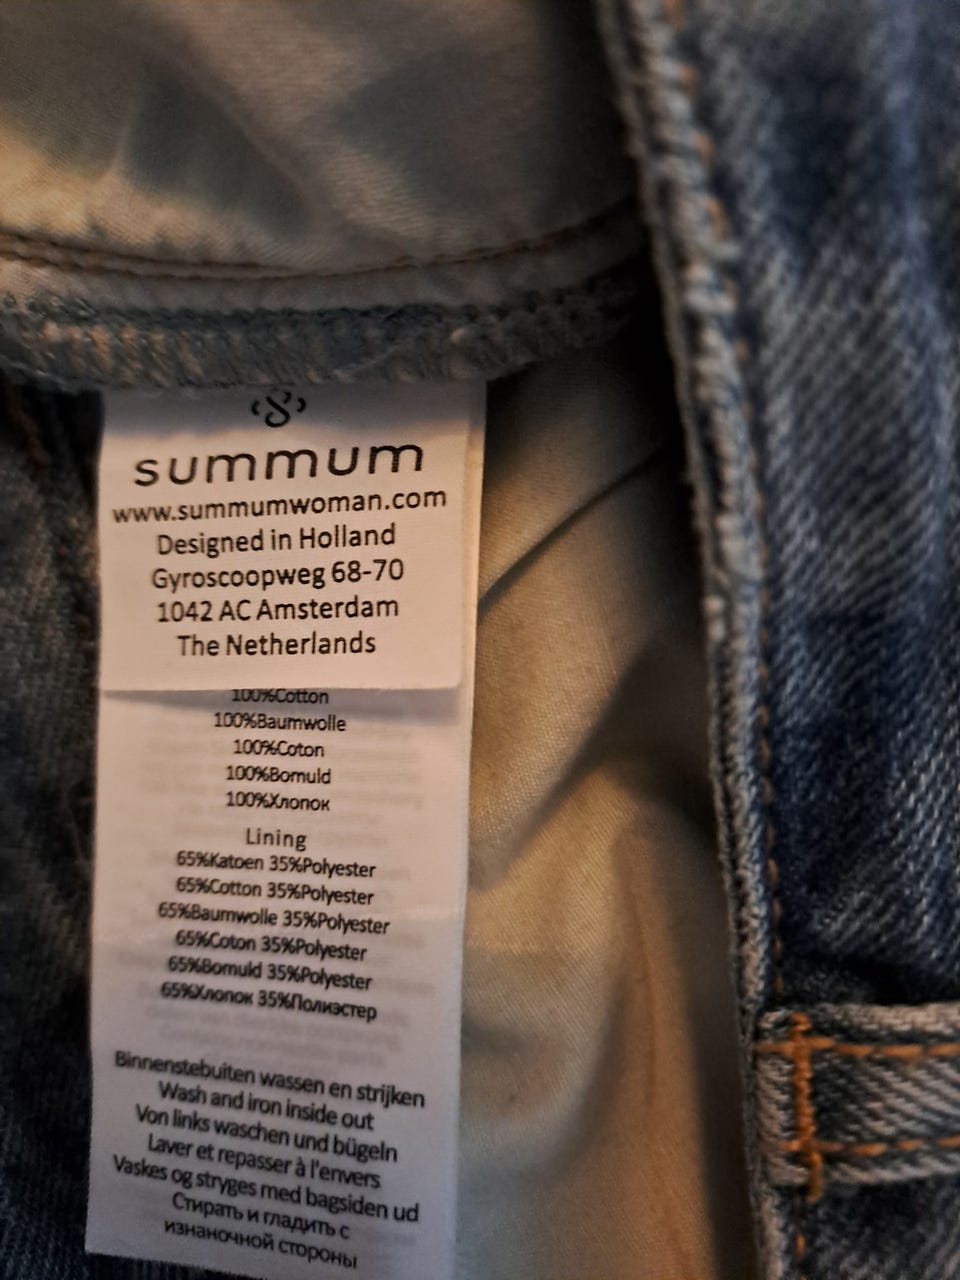 summum
www.summumwoman.com
Designed in Holland
Gyroscoopweg 68-70
1042 AC Amsterdam
The Netherlands
100%Cotton
100%Baumwolle
100%Coton
100%Bomuld
100%Хлопок
Lining
65%Katoen 35%Polyester
65%Cotton 35%Polyester
65%Baumwolle 35%Polyester
65%Coton 35%Polyester
65%Bomuld 35%Polyester
65%Хлопок 35%Полиэстер
Binnenstebuiten wassen en strijken
Wash and iron inside out
Von links waschen und bügeln
Laver et repasser à l'envers
Vaskes og stryges med bagsiden ud
Стирать и гладить с
изнаночной стороны